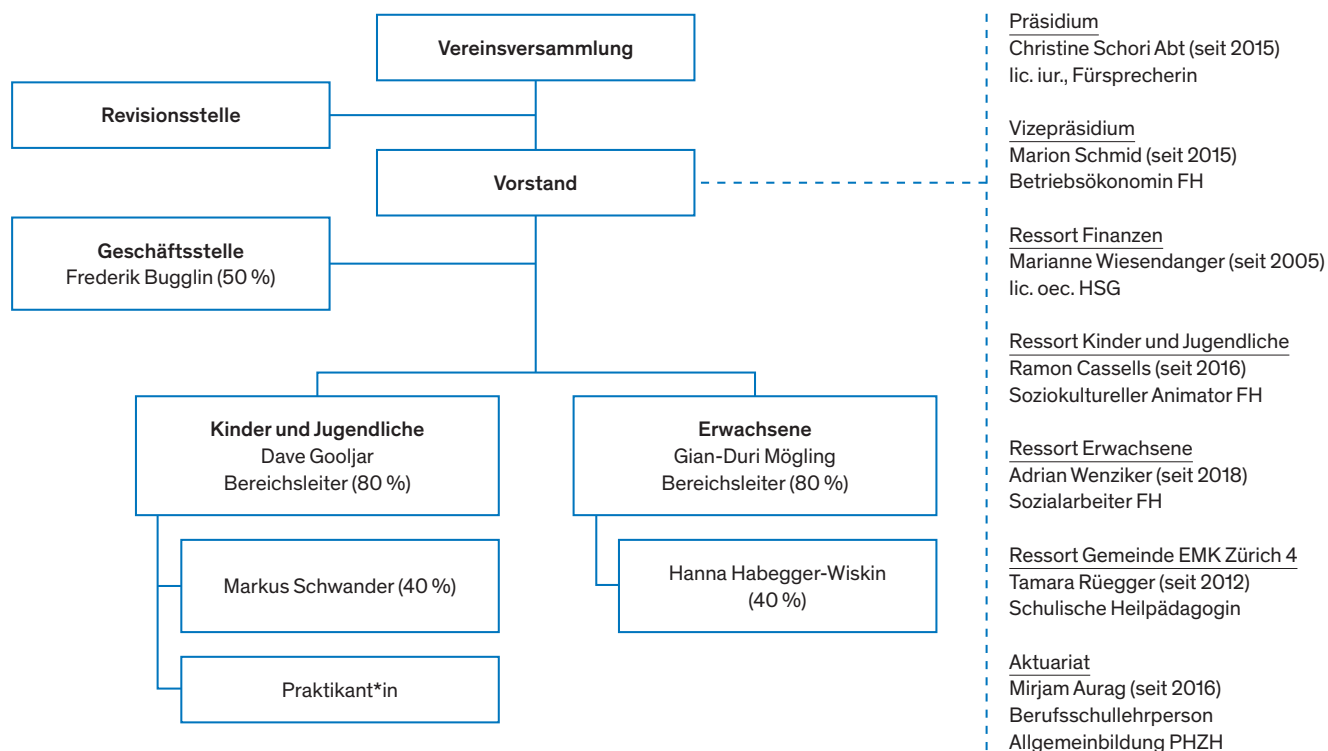 Vereinsversammlung
Revisionsstelle
Vorstand
Geschäftsstelle
Frederik Bugglin (50 %)
Kinder und Jugendliche
Dave Gooljar
Bereichsleiter (80 %)
Erwachsene
Gian-Duri Mögling
Bereichsleiter (80 %)
Markus Schwander (40 %)
Hanna Habegger-Wiskin
(40 %)
Praktikant*in
Präsidium
Christine Schori Abt (seit 2015)
lic. iur., Fürsprecherin
Vizepräsidium
Marion Schmid (seit 2015)
Betriebsökonomin FH
Ressort Finanzen
Marianne Wiesendanger (seit 2005)
lic. oec. HSG
Ressort Kinder und Jugendliche
Ramon Cassells (seit 2016)
Soziokultureller Animator FH
Ressort Erwachsene
Adrian Wenziker (seit 2018)
Sozialarbeiter FH
Ressort Gemeinde EMK Zürich 4
Tamara Rüegger (seit 2012)
Schulische Heilpädagogin
Aktuariat
Mirjam Aurag (seit 2016)
Berufsschullehrperson
Allgemeinbildung PHZH